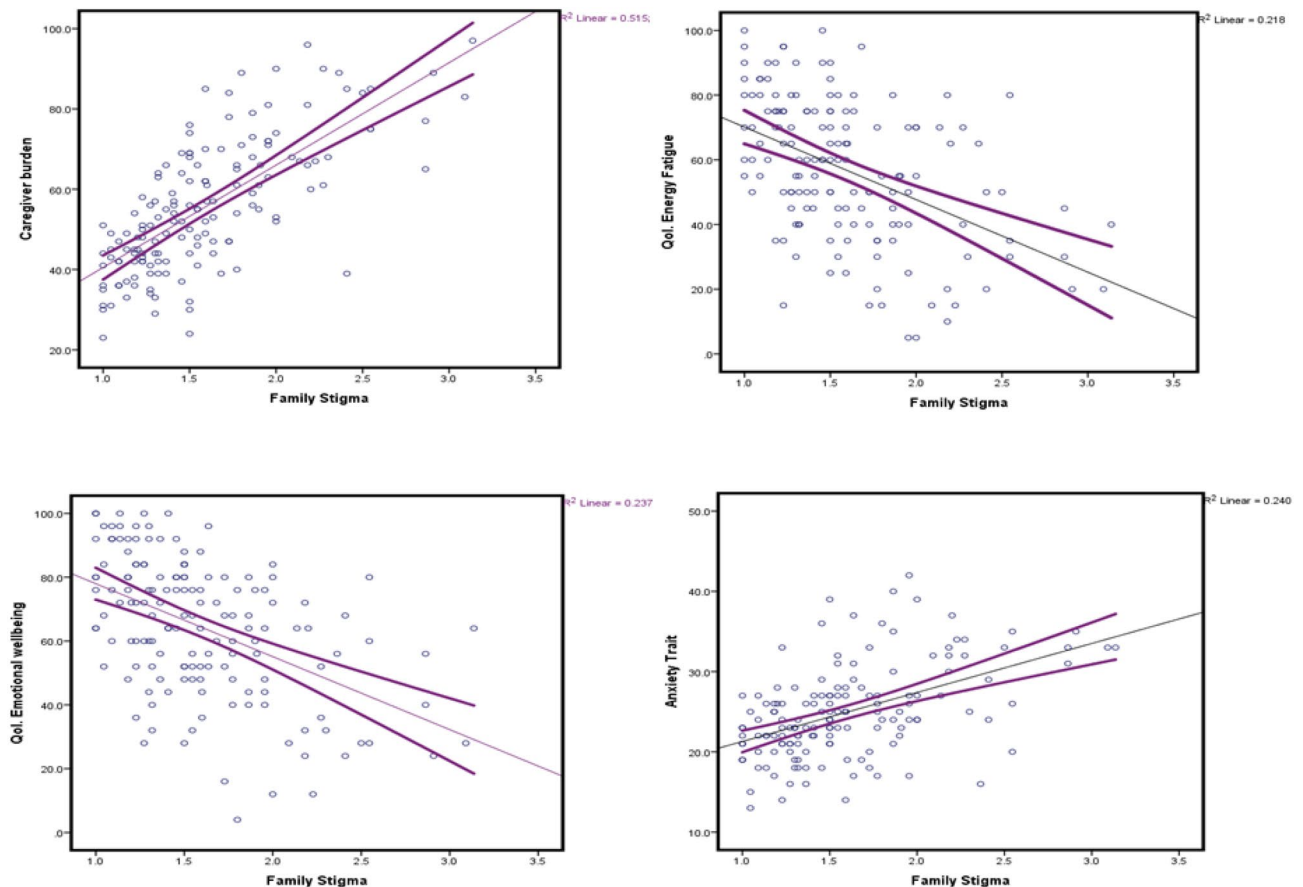 R² Linear = 0.515;
100.0
80.0
60.0
40.0
20.0
Caregiver burden
1.0 1.5 2.0 2.5 3.0 3.5
Family Stigma
R² Linear = 0.218
100.0
80.0
60.0
40.0
20.0
.0
Qol. Energy Fatigue
1.0 1.5 2.0 2.5 3.0 3.5
Family Stigma
R² Linear = 0.237
100.0
80.0
60.0
40.0
20.0
.0
Qol. Emotional wellbeing
1.0 1.5 2.0 2.5 3.0 3.5
Family Stigma
R² Linear = 0.240
50.0
40.0
30.0
20.0
10.0
Anxiety Trait
1.0 1.5 2.0 2.5 3.0 3.5
Family Stigma